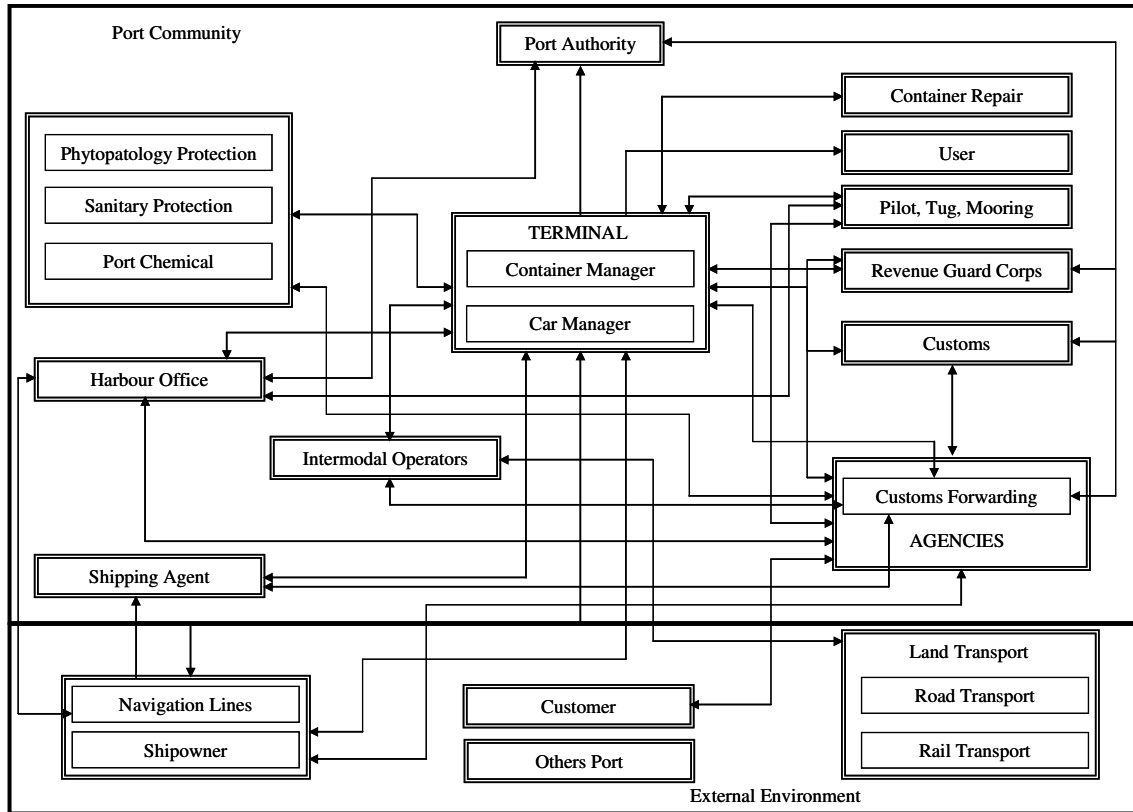 Port Community
Port Authority
Container Repair
Phytopatology Protection
User
Sanitary Protection
Pilot, Tug, Mooring
TERMINAL
Port Chemical
Container Manager
Revenue Guard Corps
Car Manager
Customs
Harbour Office
Intermodal Operators
Customs Forwarding
AGENCIES
Shipping Agent
Land Transport
Navigation Lines
Customer
Road Transport
Shipowner
Others Port
Rail Transport
External Environment